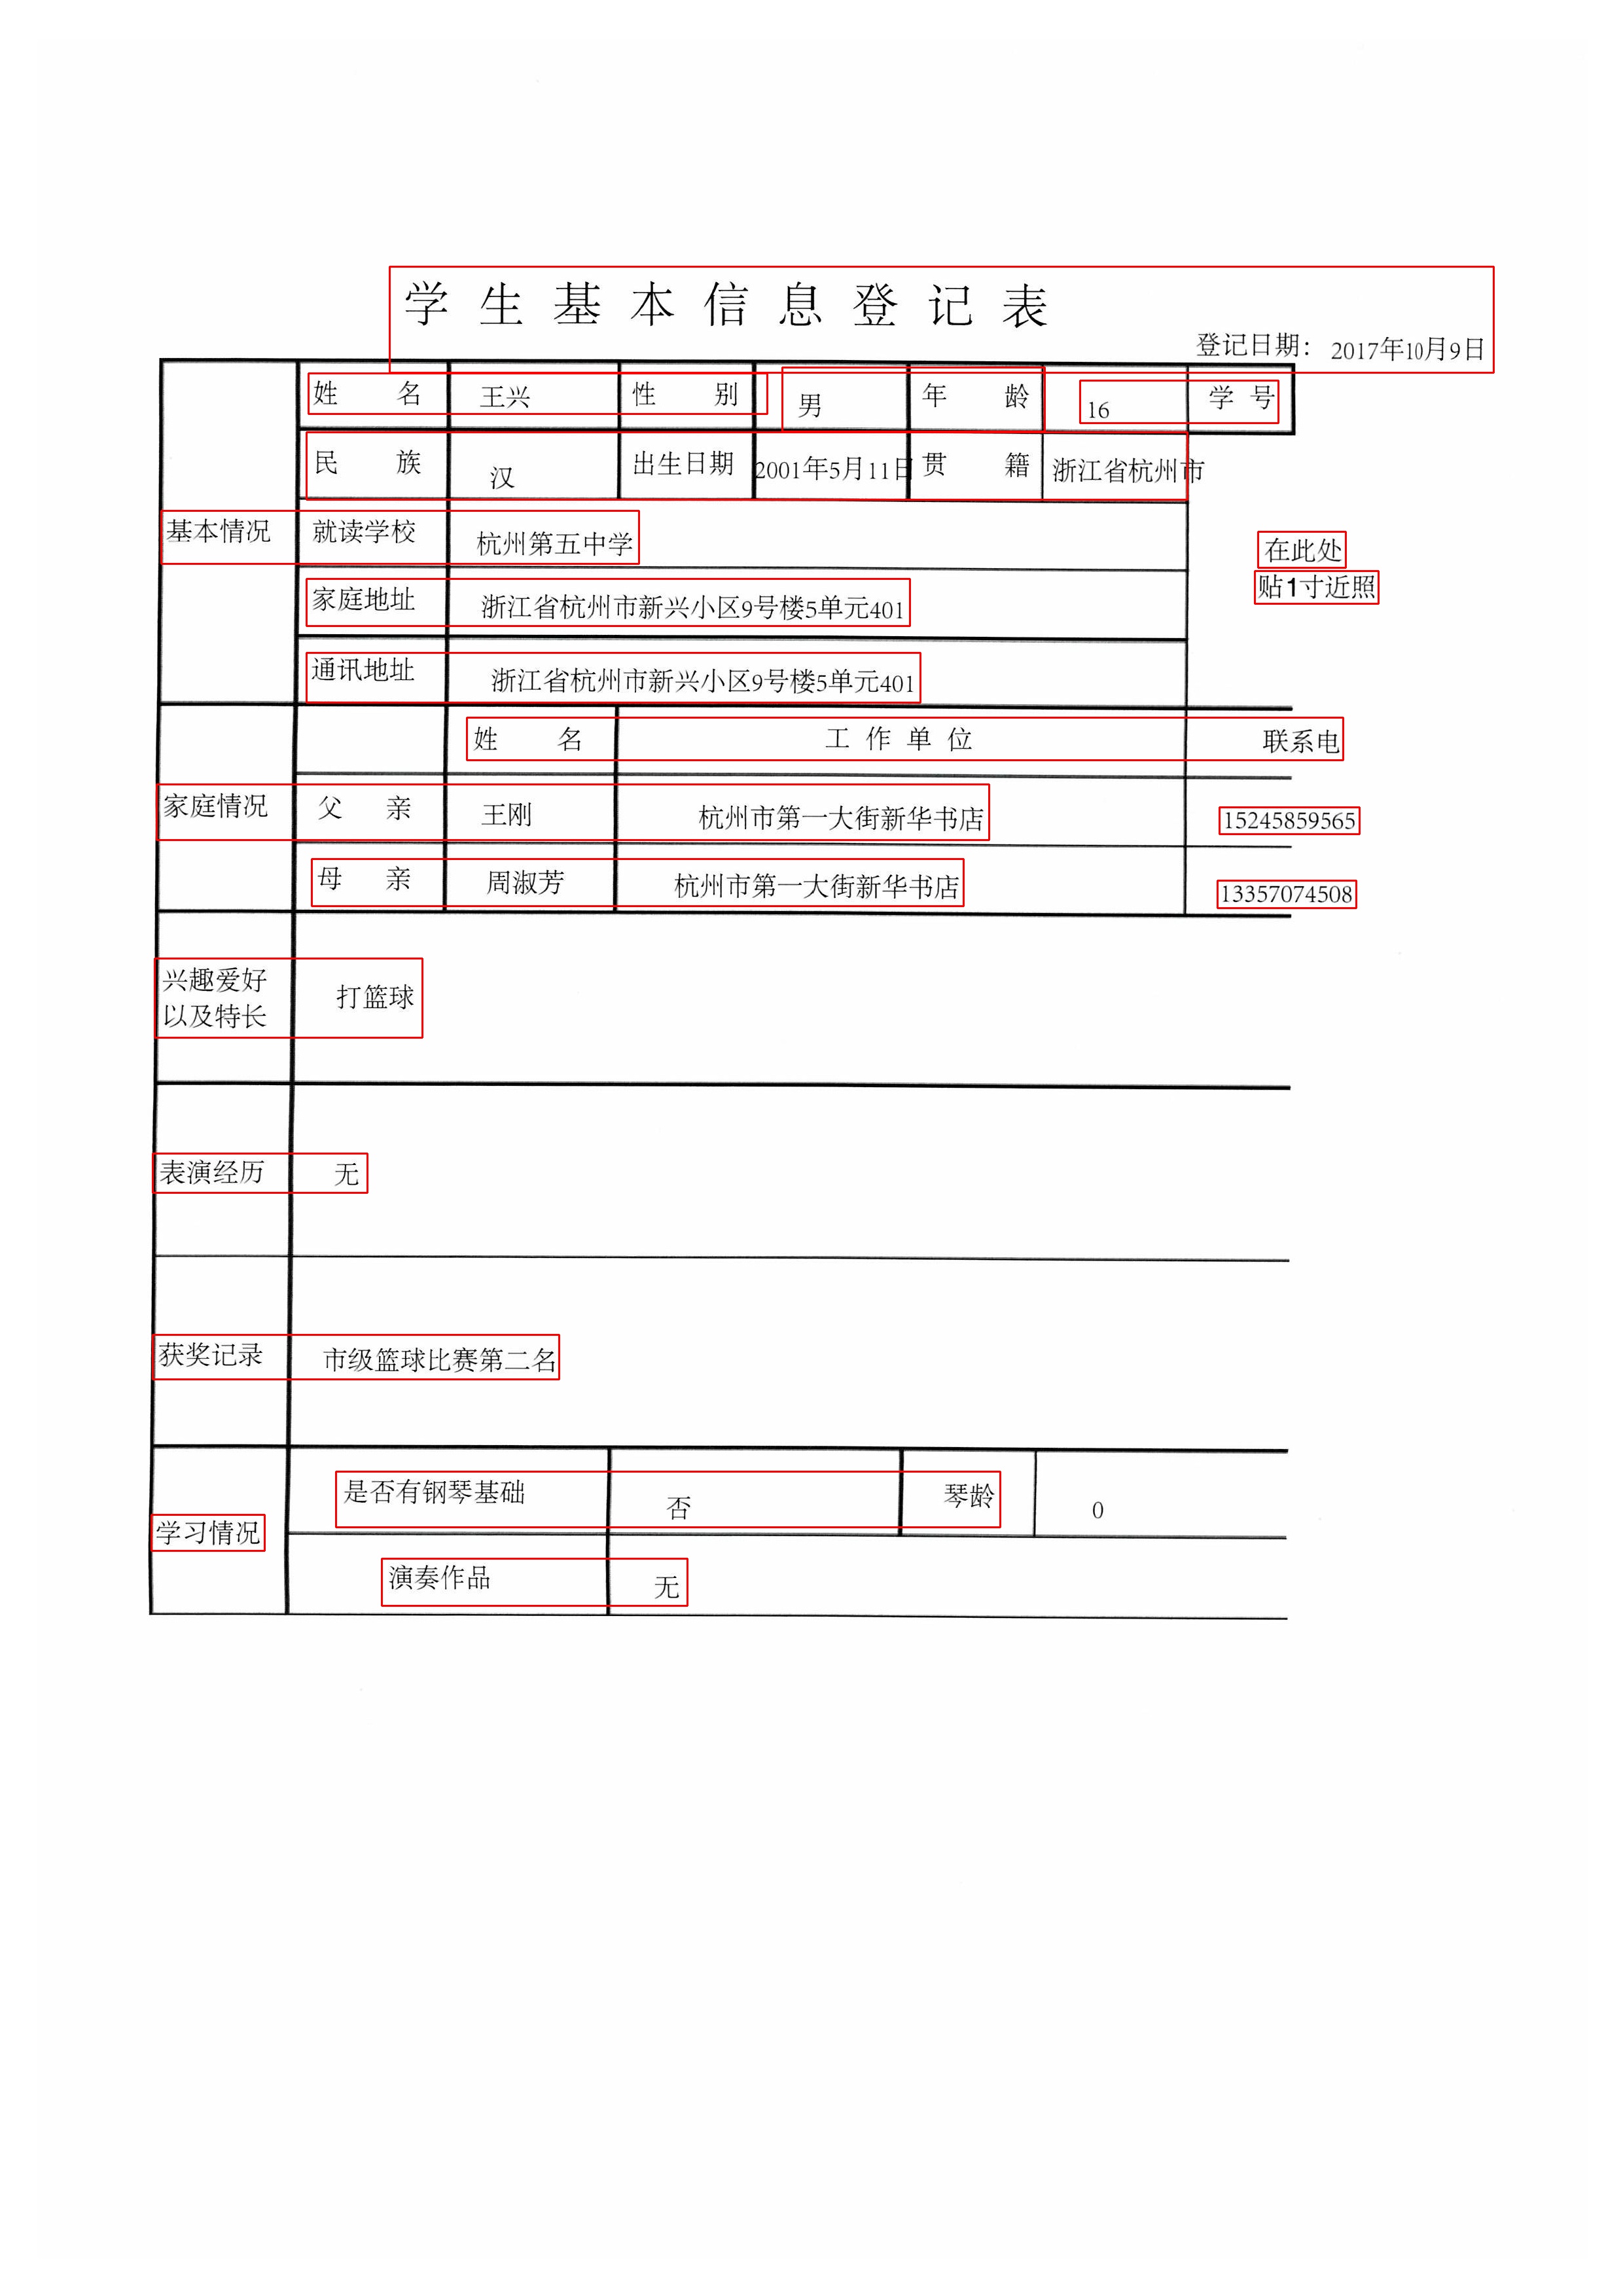 学生基本信息登记表
登记日期： 2017年10月9日
姓 名 王兴 性 别 男 年 龄 16 学 号
民 族 汉 出生日期 2001年5月11日 贯 籍 浙江省杭州市
基本情况 就读学校 杭州第五中学
在此处
贴1寸近照
家庭地址 浙江省杭州市新兴小区9号楼5单元401
通讯地址 浙江省杭州市新兴小区9号楼5单元401
姓 名 工作单位 联系电
家庭情况 父 亲 王刚 杭州市第一大街新华书店 15245859565
母 亲 周淑芳 杭州市第一大街新华书店 13357074508
兴趣爱好
以及特长 打篮球
表演经历 无
获奖记录 市级篮球比赛第二名
学习情况 是否有钢琴基础 否 琴龄 0
演奏作品 无